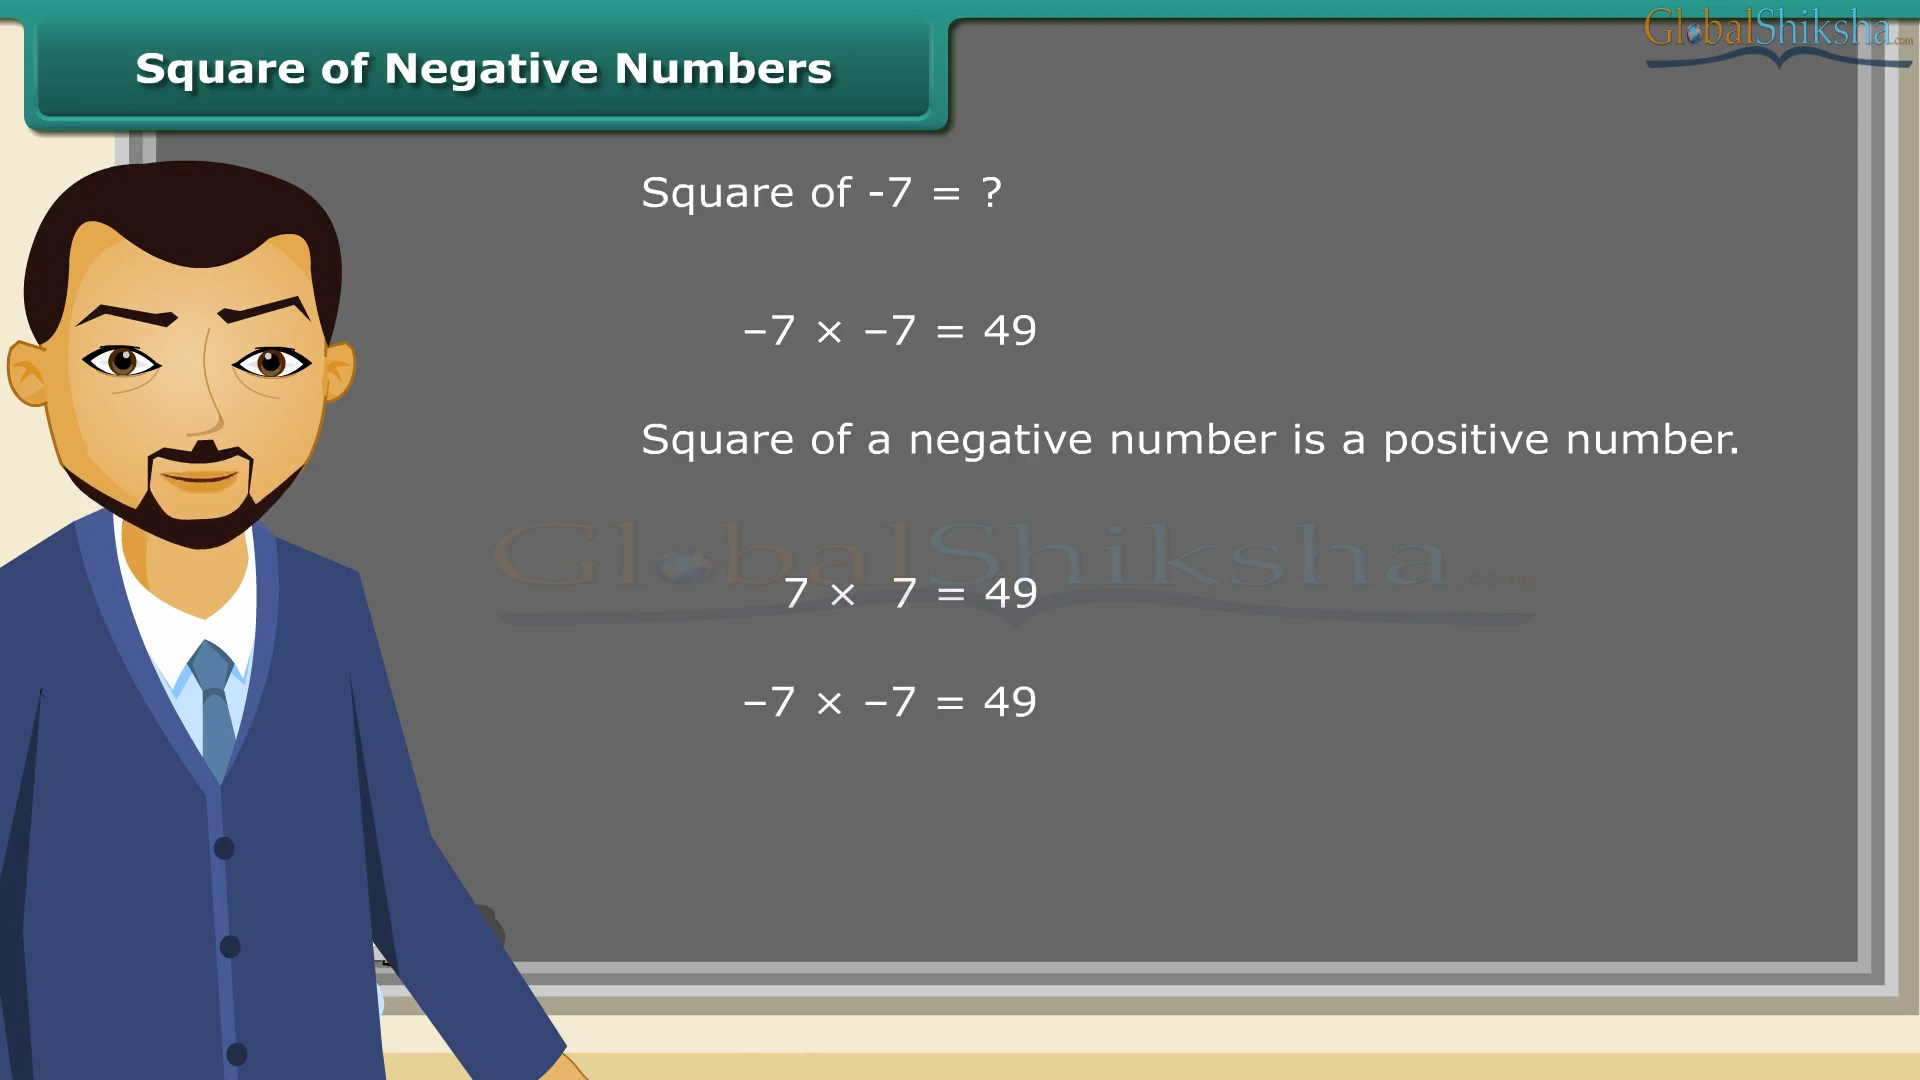 Square of Negative Numbers
GlobalShiksha.com
Square of -7 = ?
–7 × –7 = 49
Square of a negative number is a positive number.
GlobalShiksha
7 × 7 = 49
–7 × –7 = 49